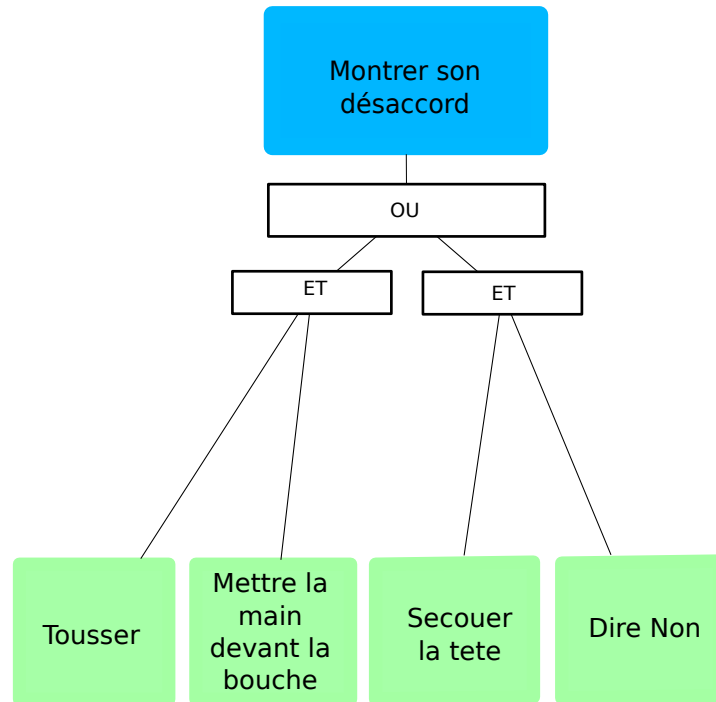 Montrer son
désaccord
OU
ET
ET
Tousser
Mettre la
main
devant la
bouche
Secouer
la tete
Dire Non